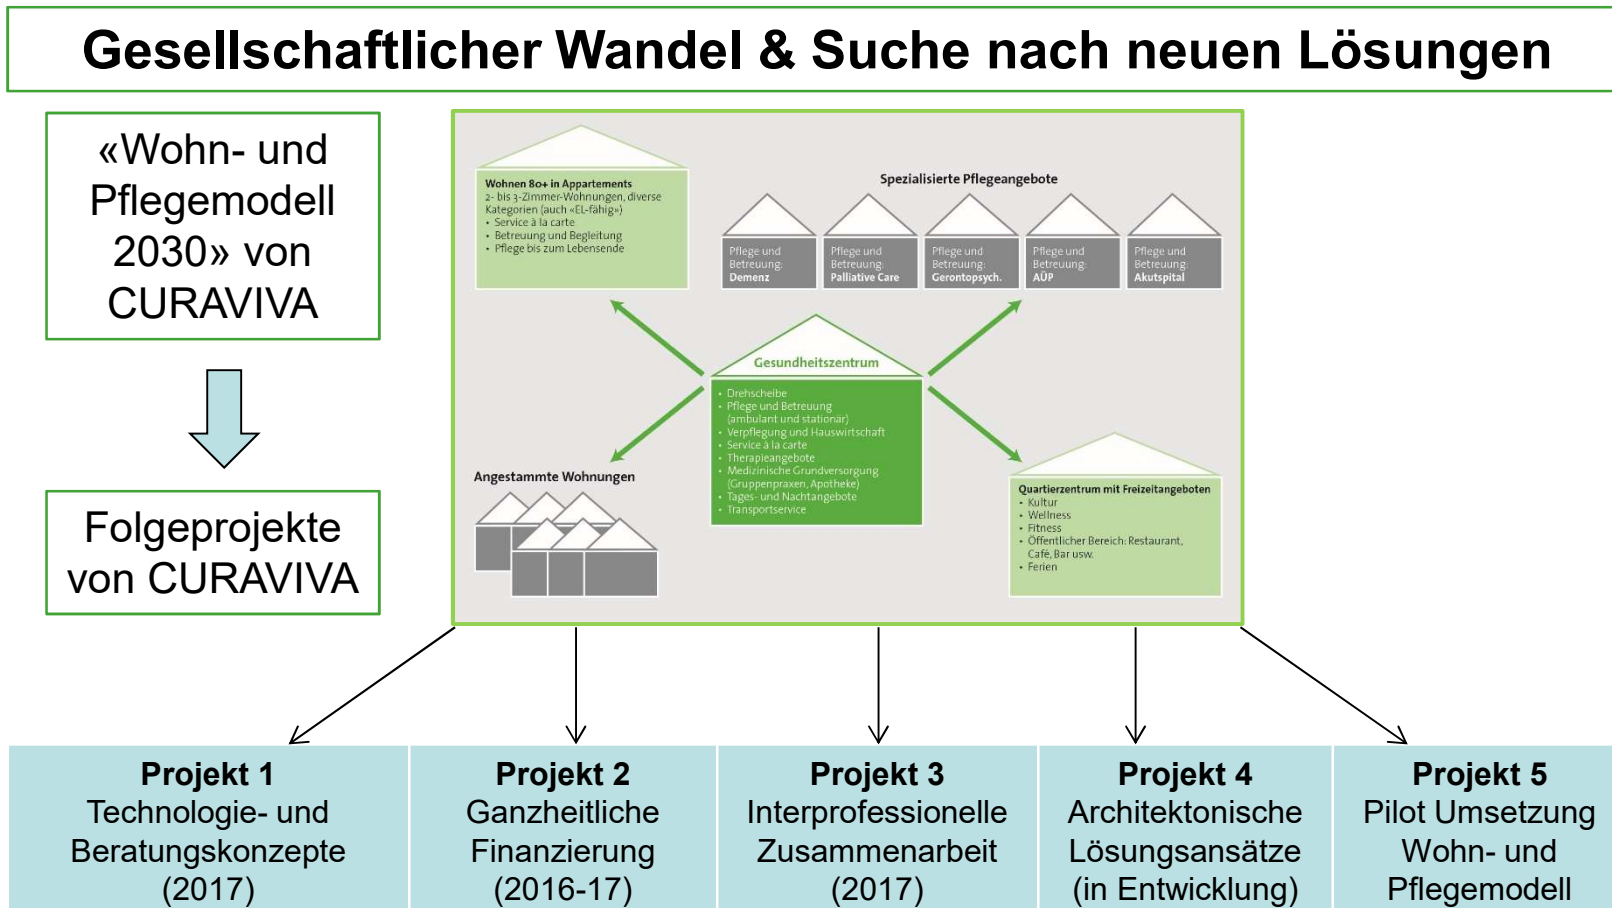 Gesellschaftlicher Wandel & Suche nach neuen Lösungen
«Wohn- und
Pflegemodell
2030» von
CURAVIVA
Folgeprojekte
von CURAVIVA
Wohnen 80+ in Appartements
2- bis 3-Zimmer-Wohnungen, diverse
Kategorien (auch «EL-fähig»)
• Service à la carte
• Betreuung und Begleitung
• Pflege bis zum Lebensende
Spezialisierte Pflegeangebote
Pflege und
Betreuung:
Demenz
Pflege und
Betreuung:
Palliative Care
Pflege und
Betreuung:
Gerontopsych.
Pflege und
Betreuung:
AÜP
Pflege und
Betreuung:
Akutspital
Gesundheitszentrum
• Drehscheibe
• Pflege und Betreuung
(ambulant und stationär)
• Verpflegung und Hauswirtschaft
• Service à la carte
• Therapieangebote
• Medizinische Grundversorgung
(Gruppenpraxen, Apotheke)
• Tages- und Nachtangebote
• Transportservice
Angestammte Wohnungen
Quartierzentrum mit Freizeitangeboten
• Kultur
• Wellness
• Fitness
• Öffentlicher Bereich: Restaurant,
Café, Bar usw.
• Ferien
Projekt 1
Technologie- und
Beratungskonzepte
(2017)
Projekt 2
Ganzheitliche
Finanzierung
(2016-17)
Projekt 3
Interprofessionelle
Zusammenarbeit
(2017)
Projekt 4
Architektonische
Lösungsansätze
(in Entwicklung)
Projekt 5
Pilot Umsetzung
Wohn- und
Pflegemodell